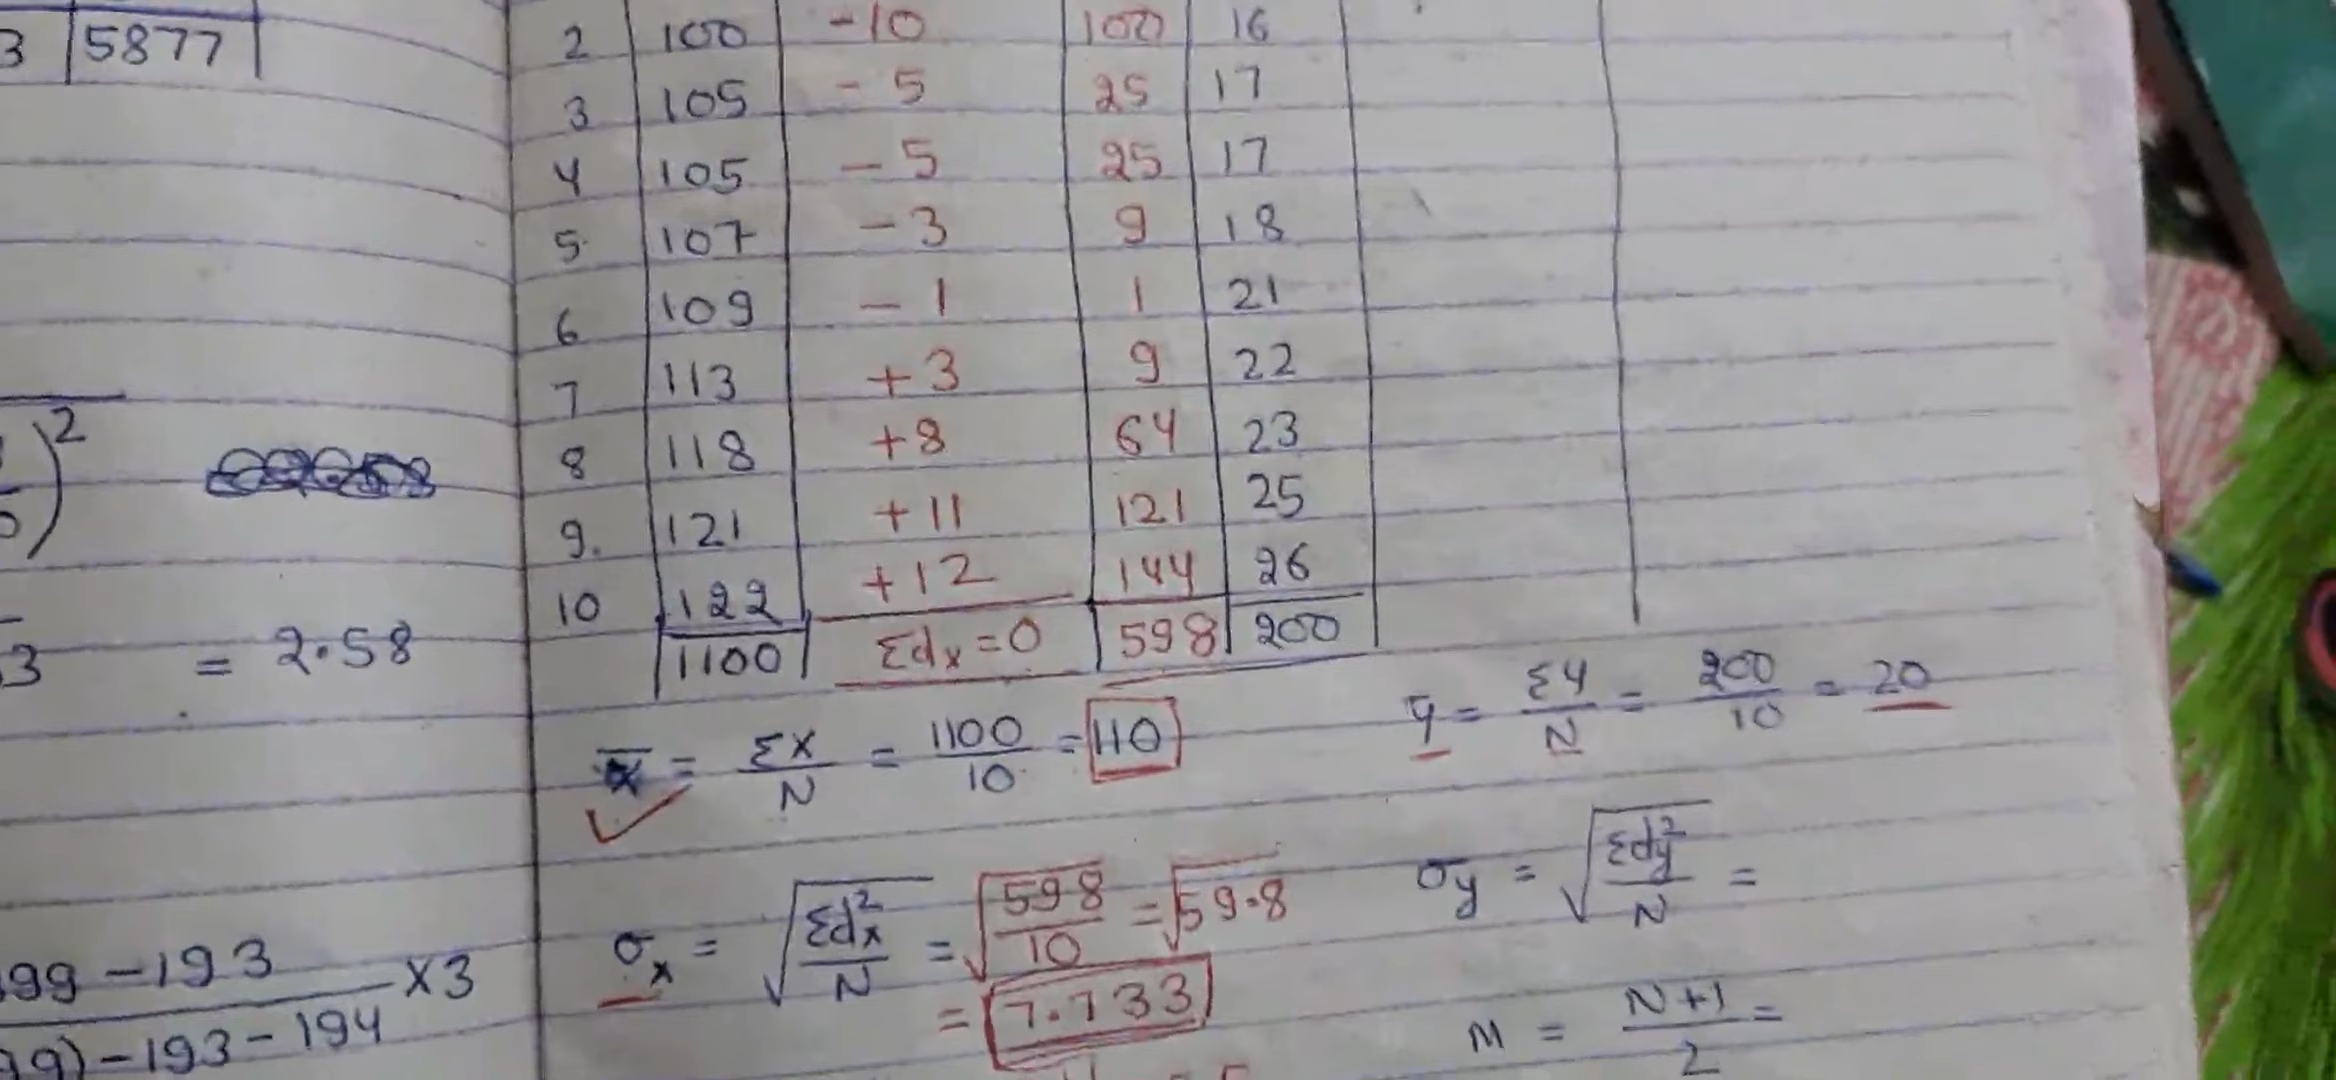 3 | 5877
)²
3 = 2.58
99 - 193 × 3
99) - 193 - 194
2 100 -10 100 16
3 105 -5 25 17
4 105 -5 25 17
5. 107 -3 9 18
6 109 -1 1 21
7 113 +3 9 22
8 118 +8 64 23
9. 121 +11 121 25
10 122 +12 144 26
1100 Σdx = 0 598 200
x̄ = ΣX/N = 1100/10 = 110
ȳ = ΣY/N = 200/10 = 20
σx = √(Σdx²/N) = √(598/10) = √59.8
= 7.733
σy = √(Σdy²/N) =
M = N+1/2 =